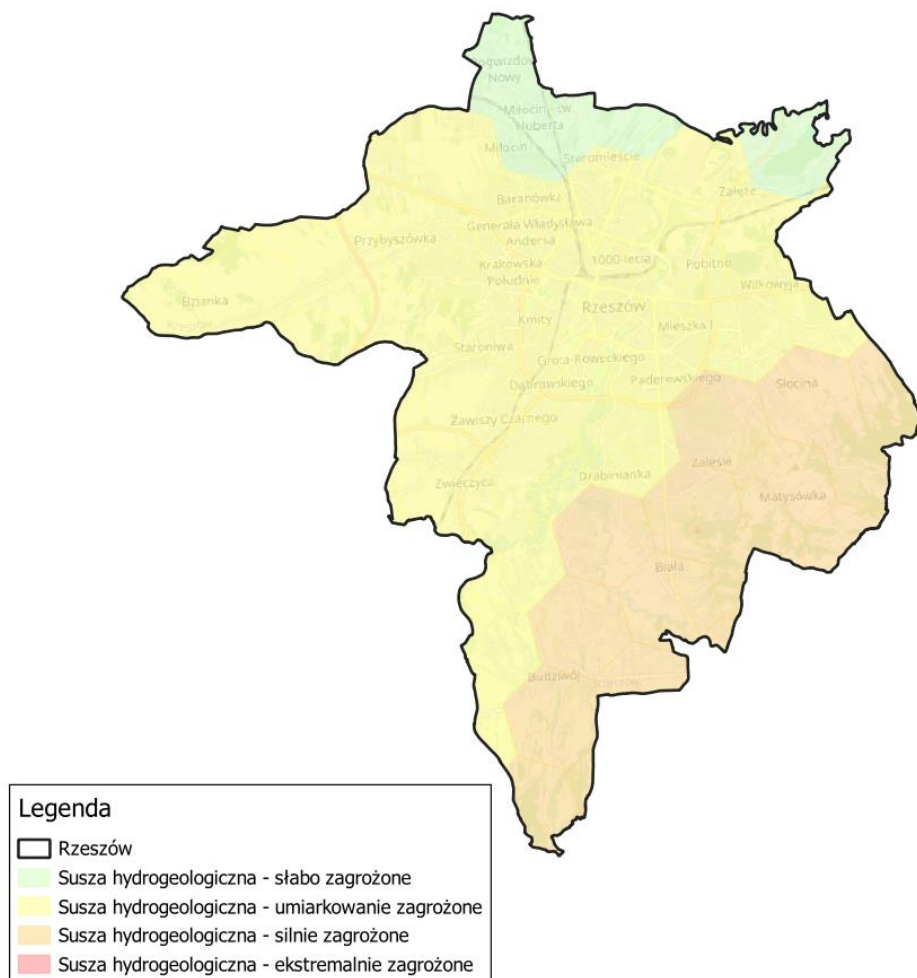 Nowy
Miłocin - św.
Huberta
Miłocin
Staromieście
Załęże
Baranówka
Generała Władysława
Andersa
Przybyszówka
Krakowska
Południe
1000-lecia
Pobitno
Wilkowyja
Bzianka
Rzeszów
Rzeszów
Kmity
Mieszka I
Staroniwa
Grota-Roweckiego
Dąbrowskiego
Paderewskiego
Słocina
Zawiszy Czarnego
Zwięczyca
Drabinianka
Zalesie
Matysówka
Biała
Budziwój
Rzeszów
Legenda
Rzeszów
Susza hydrogeologiczna - słabo zagrożone
Susza hydrogeologiczna - umiarkowanie zagrożone
Susza hydrogeologiczna - silnie zagrożone
Susza hydrogeologiczna - ekstremalnie zagrożone